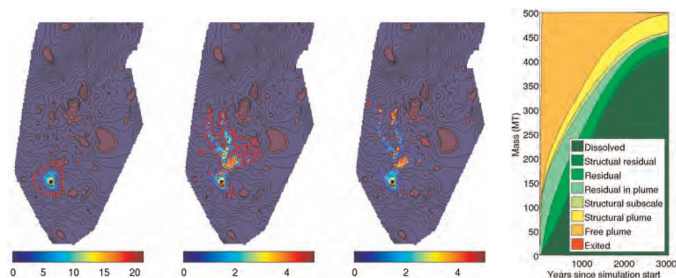 0 5 10 15 20
0 2 4
0 2 4
500
450
400
350
300
250
200
150
100
50
0
Mass (MT)
Dissolved
Structural residual
Residual
Residual in plume
Structural subscale
Structural plume
Free plume
Exited
0 1000 2000 3000
Years since simulation start